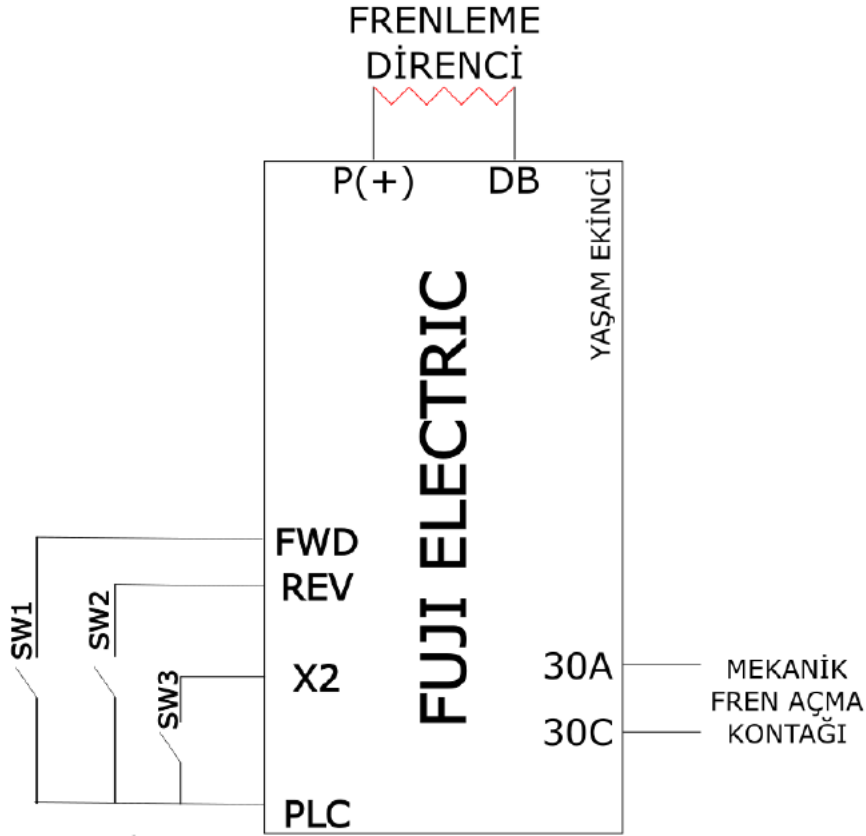 FRENLEME
DİRENCİ
P(+)
DB
YAŞAM EKİNCİ
FUJI ELECTRIC
FWD
REV
X2
PLC
SW1
SW2
SW3
30A
30C
MEKANİK
FREN AÇMA
KONTAĞI